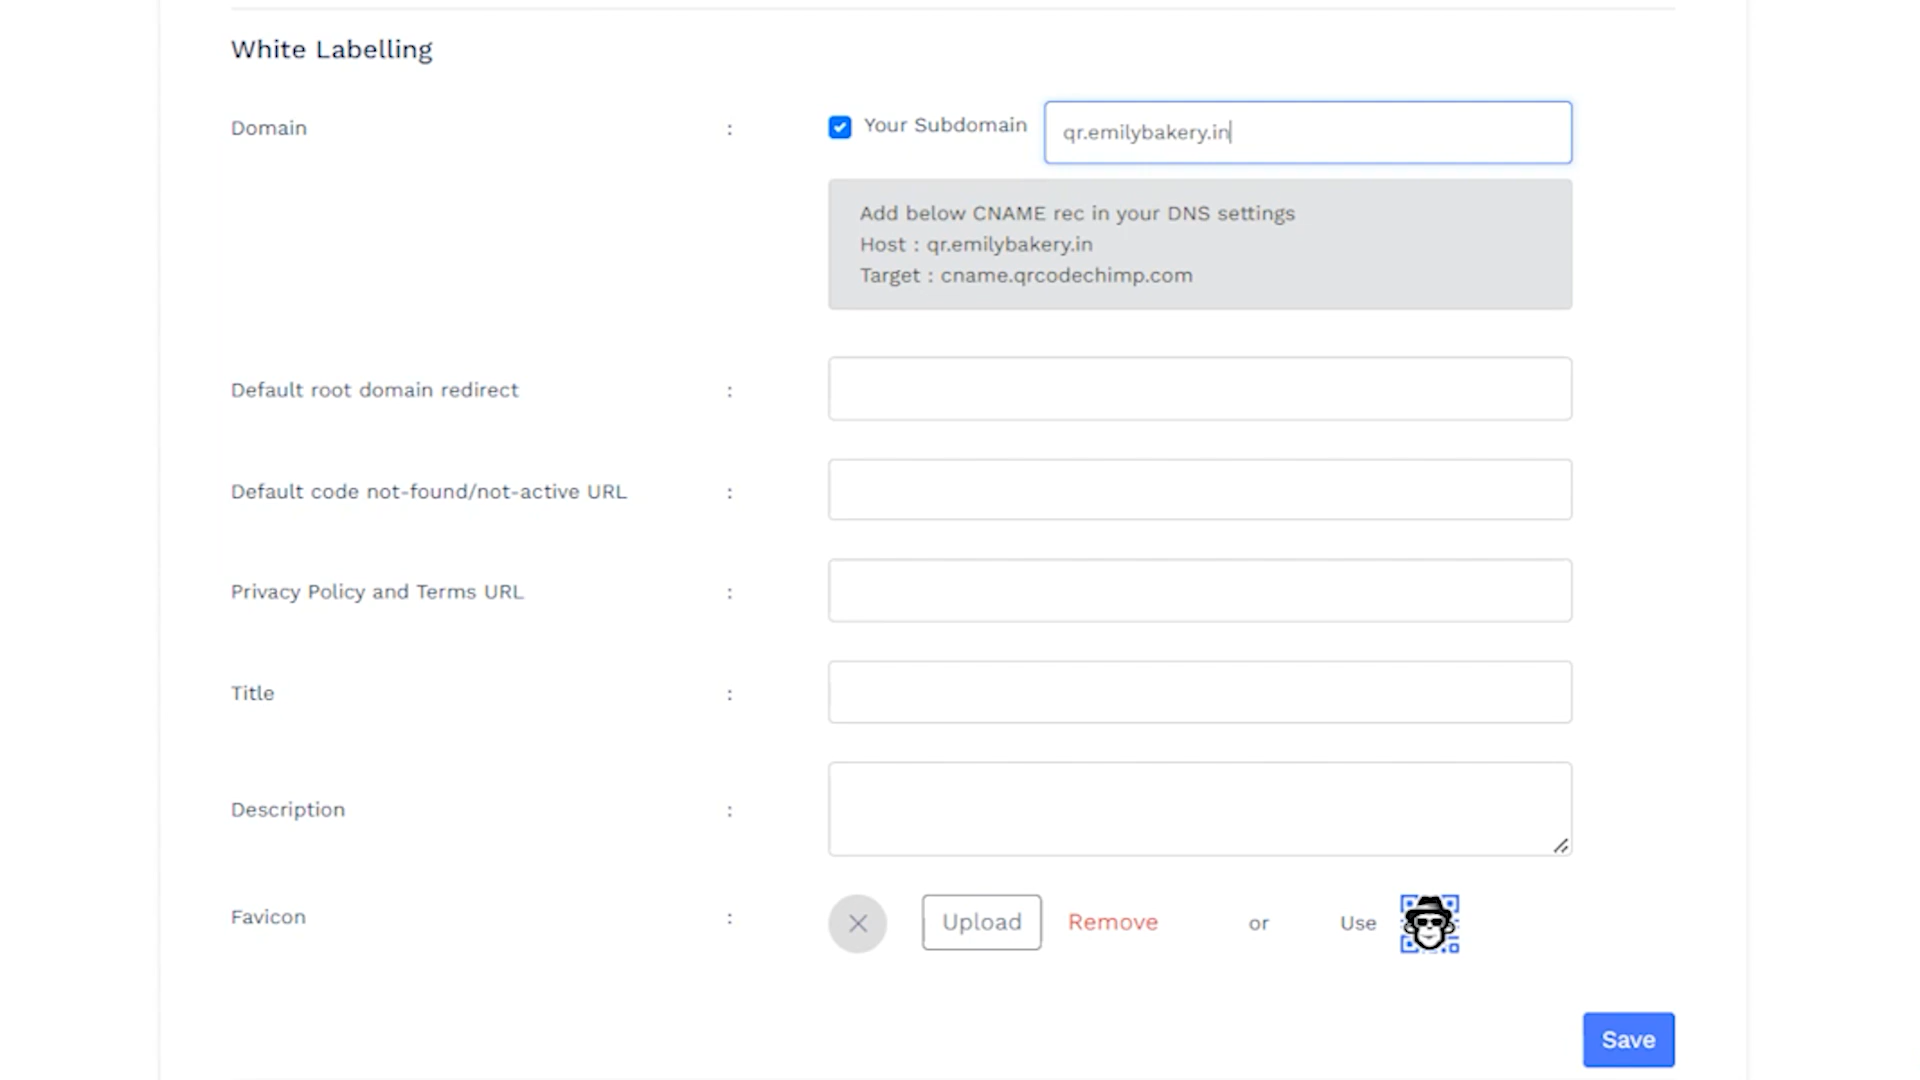 White Labelling
Domain : Your Subdomain qr.emilybakery.in
Add below CNAME rec in your DNS settings
Host : qr.emilybakery.in
Target : cname.qrcodechimp.com
Default root domain redirect :
Default code not-found/not-active URL :
Privacy Policy and Terms URL :
Title :
Description :
Favicon : Upload Remove or Use
Save